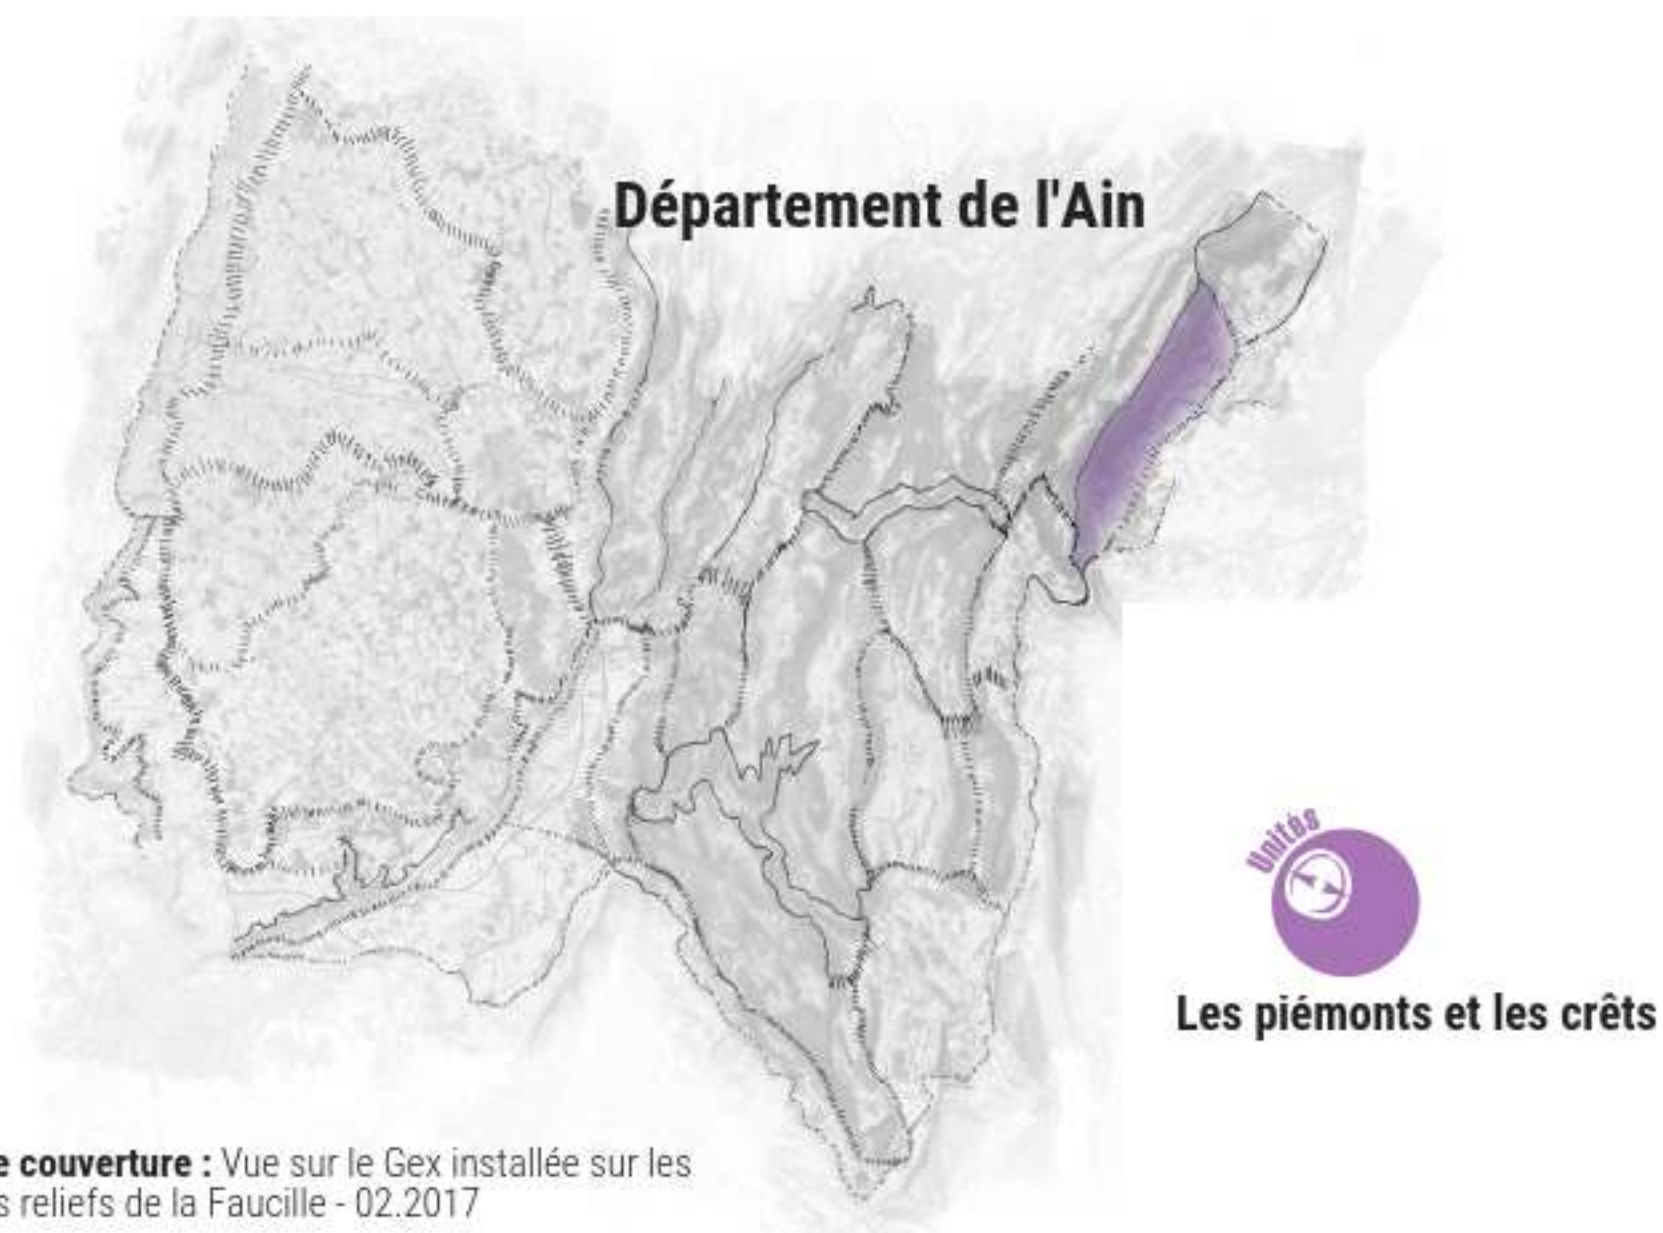 Département de l'Ain
Unités
Les piémonts et les crêts
e couverture : Vue sur le Gex installée sur les
s reliefs de la Faucille - 02.2017